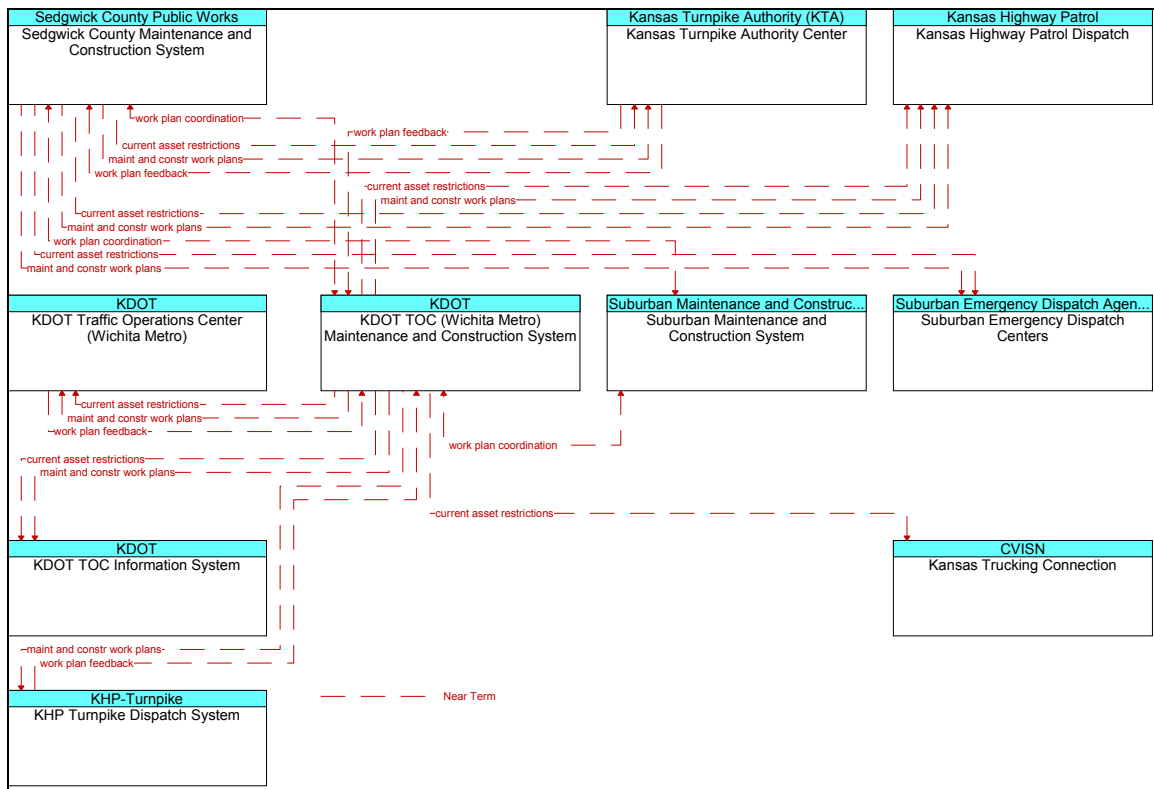 Sedgwick County Public Works
Sedgwick County Maintenance and
Construction System
Kansas Turnpike Authority (KTA)
Kansas Turnpike Authority Center
Kansas Highway Patrol
Kansas Highway Patrol Dispatch
work plan coordination
work plan feedback
current asset restrictions
maint and constr work plans
work plan feedback
current asset restrictions
maint and constr work plans
current asset restrictions
maint and constr work plans
work plan coordination
current asset restrictions
maint and constr work plans
KDOT
KDOT Traffic Operations Center
(Wichita Metro)
KDOT
KDOT TOC (Wichita Metro)
Maintenance and Construction System
Suburban Maintenance and Construc...
Suburban Maintenance and
Construction System
Suburban Emergency Dispatch Agen...
Suburban Emergency Dispatch
Centers
current asset restrictions
maint and constr work plans
work plan feedback
work plan coordination
current asset restrictions
maint and constr work plans
current asset restrictions
KDOT
KDOT TOC Information System
CVISN
Kansas Trucking Connection
maint and constr work plans
work plan feedback
KHP-Turnpike
KHP Turnpike Dispatch System
Near Term